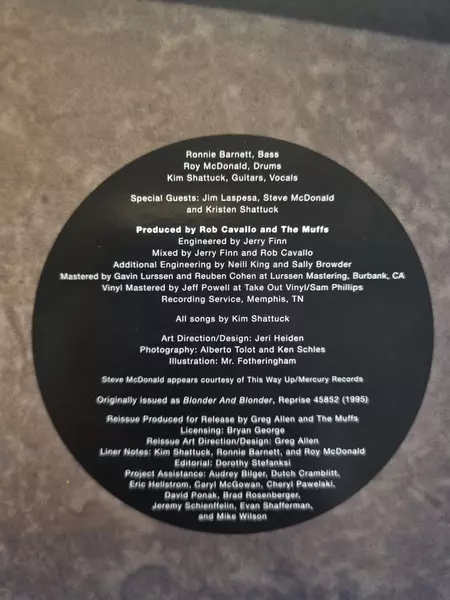 Ronnie Barnett, Bass
Roy McDonald, Drums
Kim Shattuck, Guitars, Vocals
Special Guests: Jim Laspesa, Steve McDonald
and Kristen Shattuck
Produced by Rob Cavallo and The Muffs
Engineered by Jerry Finn
Mixed by Jerry Finn and Rob Cavallo
Additional Engineering by Neill King and Sally Browder
Mastered by Gavin Lurssen and Reuben Cohen at Lurssen Mastering, Burbank, CA
Vinyl Mastered by Jeff Powell at Take Out Vinyl/Sam Phillips
Recording Service, Memphis, TN
All songs by Kim Shattuck
Art Direction/Design: Jeri Heiden
Photography: Alberto Tolot and Ken Schles
Illustration: Mr. Fotheringham
Steve McDonald appears courtesy of This Way Up/Mercury Records
Originally issued as Blonder And Blonder, Reprise 45852 (1995)
Reissue Produced for Release by Greg Allen and The Muffs
Licensing: Bryan George
Reissue Art Direction/Design: Greg Allen
Liner Notes: Kim Shattuck, Ronnie Barnett, and Roy McDonald
Editorial: Dorothy Stefanski
Project Assistance: Audrey Bilger, Dutch Cramblitt,
Eric Hellstrom, Caryl McGowan, Cheryl Pawelski,
David Ponak, Brad Rosenberger,
Jeremy Schienffelin, Evan Shafferman,
and Mike Wilson